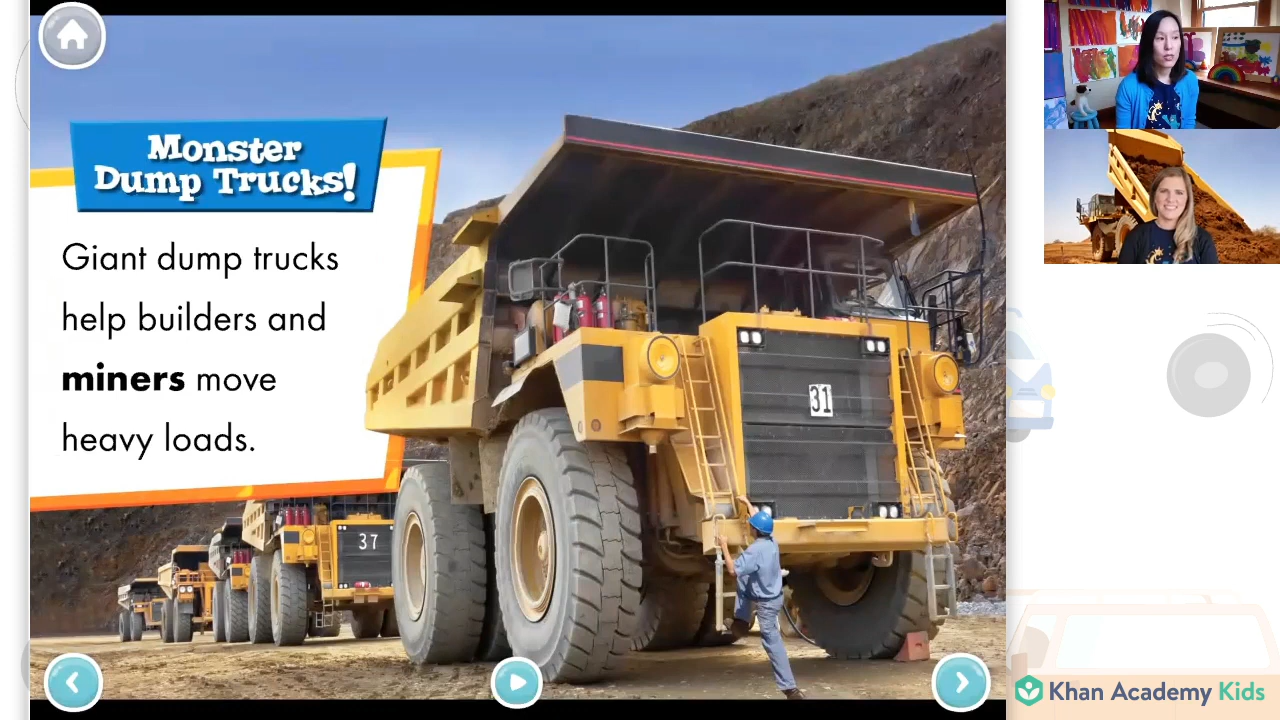 Monster
Dump Trucks!
Giant dump trucks
help builders and
miners move
heavy loads.
31
37
Khan Academy Kids